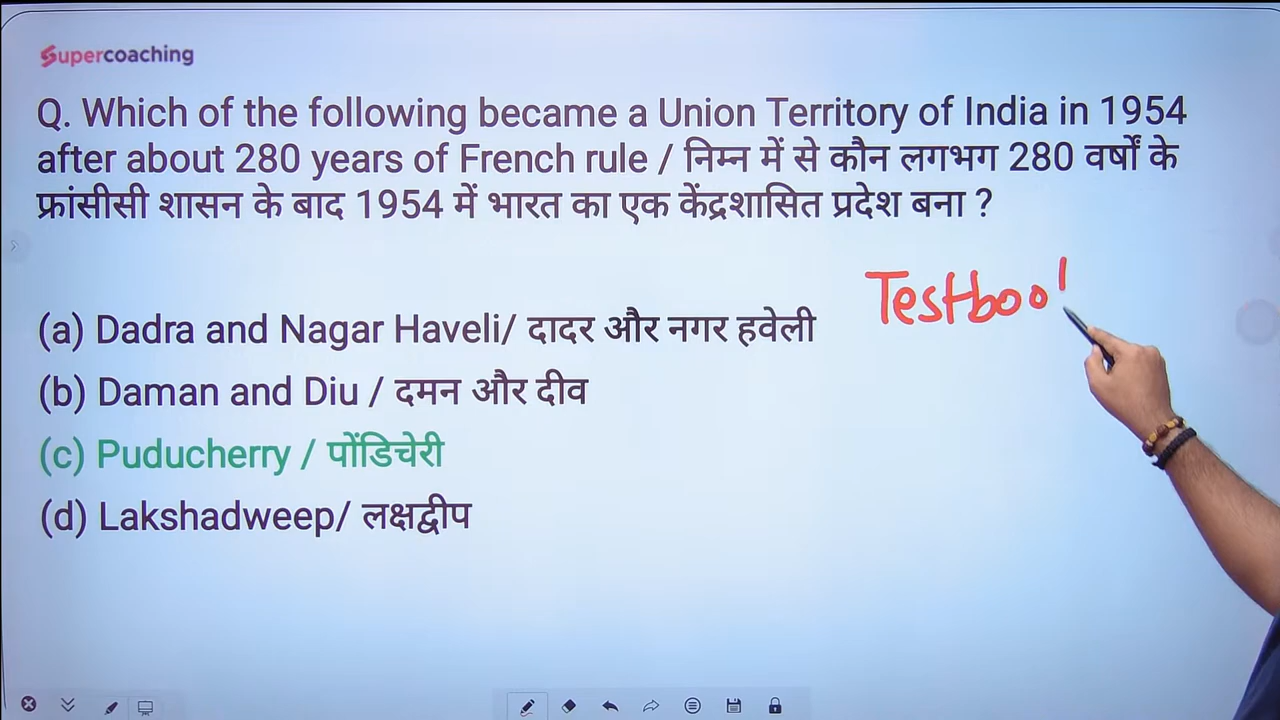 Supercoaching
Q. Which of the following became a Union Territory of India in 1954
after about 280 years of French rule / निम्न में से कौन लगभग 280 वर्षों के
फ्रांसीसी शासन के बाद 1954 में भारत का एक केंद्रशासित प्रदेश बना ?
Testboo
(a) Dadra and Nagar Haveli/ दादर और नगर हवेली
(b) Daman and Diu / दमन और दीव
(c) Puducherry / पोंडिचेरी
(d) Lakshadweep/ लक्षद्वीप